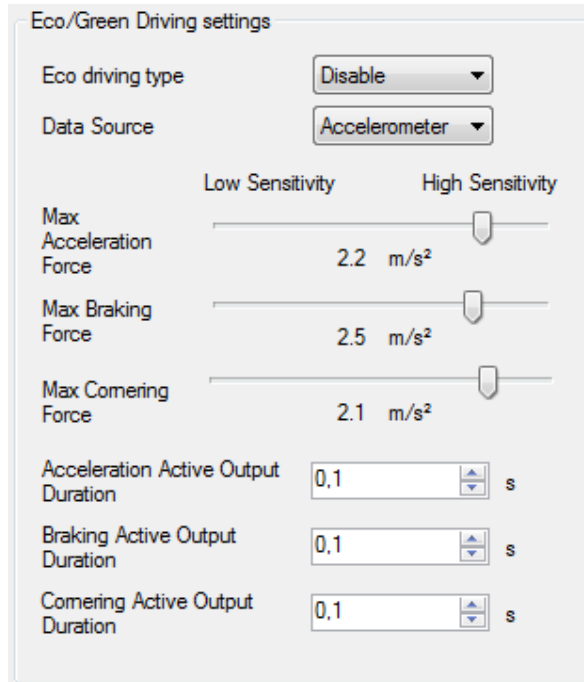 Eco/Green Driving settings
Eco driving type Disable
Data Source Accelerometer
Low Sensitivity High Sensitivity
Max
Acceleration
Force
2.2 m/s²
Max Braking
Force
2.5 m/s²
Max Cornering
Force
2.1 m/s²
Acceleration Active Output
Duration
0,1 s
Braking Active Output
Duration
0,1 s
Cornering Active Output
Duration
0,1 s